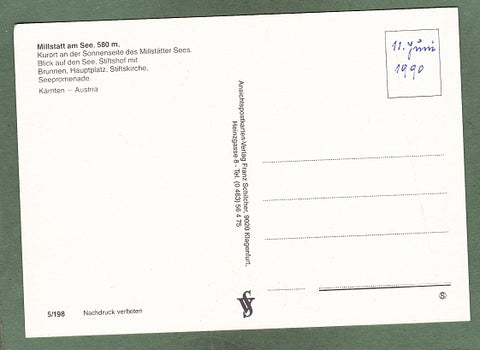 Millstatt am See, 580 m.
Kurort an der Sonnenseite des Millstätter Sees.
Blick auf den See, Stiftshof mit
Brunnen, Hauptplatz, Stiftskirche,
Seepromenade.
Kärnten – Austria
11. Juni
1990
Ansichtspostkarten-Verlag Franz Schilcher, 9020 Klagenfurt,
Heinzgasse 8 - Tel. (0 463) 56 4 75
5/198 Nachdruck verboten
S